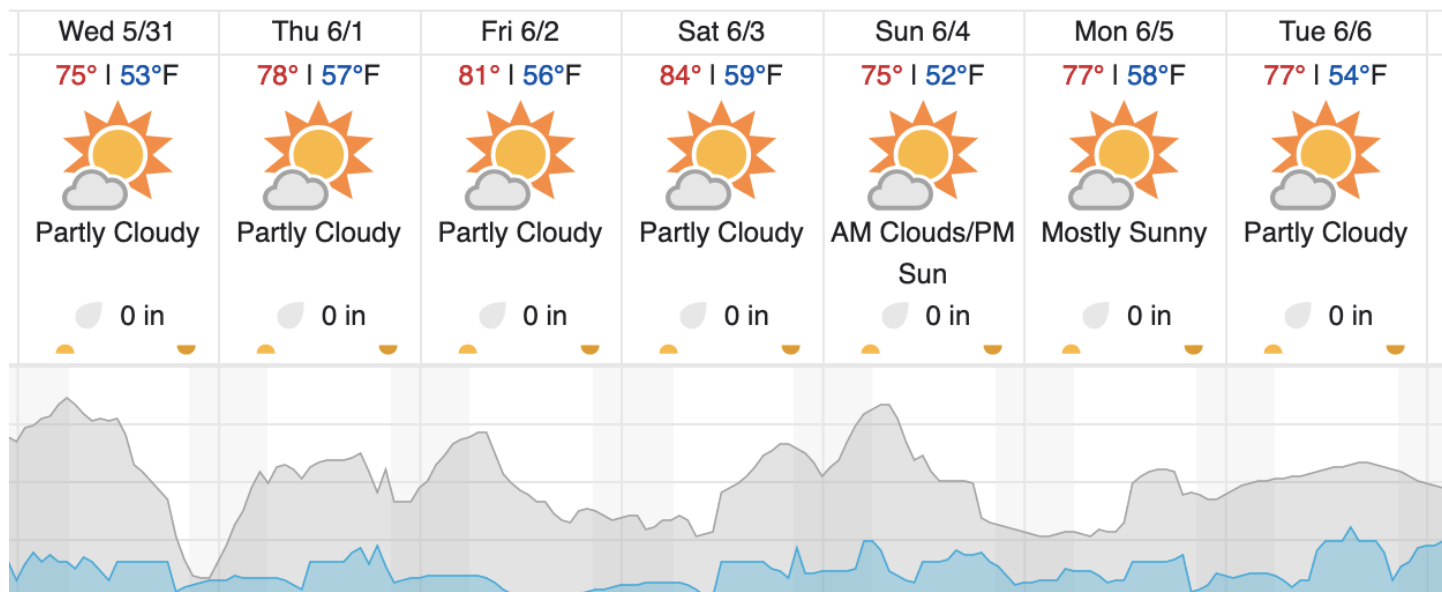 Wed 5/31 Thu 6/1 Fri 6/2 Sat 6/3 Sun 6/4 Mon 6/5 Tue 6/6
75° | 53°F 78° | 57°F 81° | 56°F 84° | 59°F 75° | 52°F 77° | 58°F 77° | 54°F
Partly Cloudy Partly Cloudy Partly Cloudy Partly Cloudy AM Clouds/PM Mostly Sunny Partly Cloudy
Sun
0 in 0 in 0 in 0 in 0 in 0 in 0 in